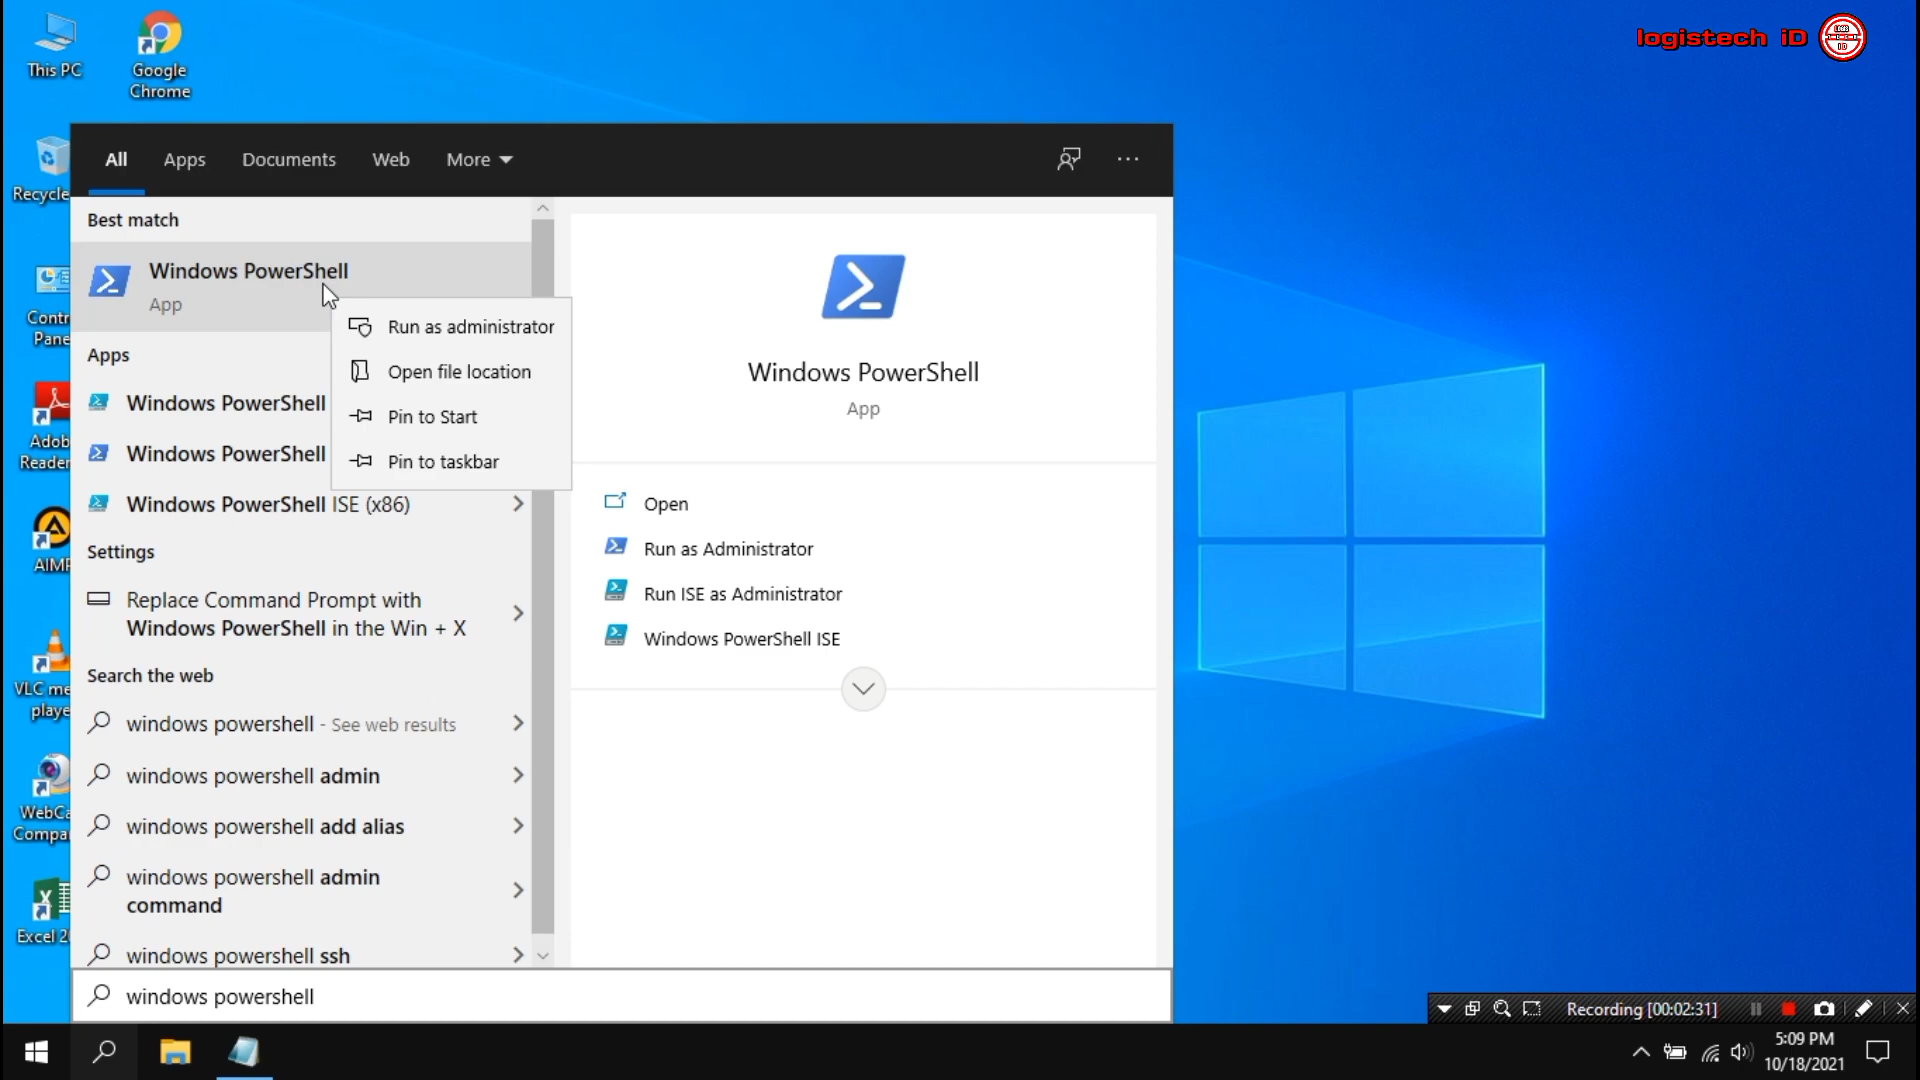 This PC
Google
Chrome
logistech iD
All
Apps
Documents
Web
More
Recycle
Best match
Windows PowerShell
App
Run as administrator
Open file location
Pin to Start
Pin to taskbar
Contr
Pane
Apps
Windows PowerShell
Windows PowerShell
Windows PowerShell ISE (x86)
Adob
Reader
Settings
AIMP
Replace Command Prompt with
Windows PowerShell in the Win + X
Search the web
VLC me
playe
windows powershell - See web results
windows powershell admin
WebCa
Compa
windows powershell add alias
windows powershell admin
command
Excel 2
windows powershell ssh
windows powershell
Windows PowerShell
App
Open
Run as Administrator
Run ISE as Administrator
Windows PowerShell ISE
Recording [00:02:31]
5:09 PM
10/18/2021